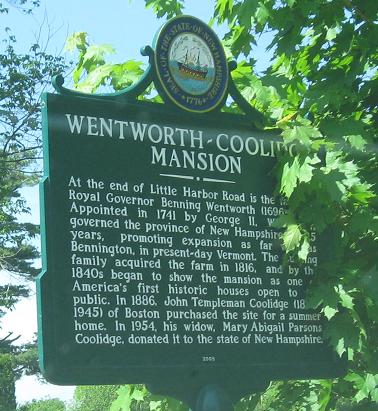 SEAL OF THE STATE OF NEW HAMPSHIRE
1776
WENTWORTH-COOLI
MANSION
At the end of Little Harbor Road is the
Royal Governor Benning Wentworth
Appointed in 1741 by George II,
governed the province of New Hampshire
years, promoting expansion as far
Bennington, in present-day Vermont. The
family acquired the farm in 1816, and by
1840s began to show the mansion as one
America's first historic houses open to
public. In 1886, John Templeman Coolidge
1945) of Boston purchased the site for a summer
home. In 1954, his widow, Mary Abigail Parsons
Coolidge, donated it to the state of New Hampshire.